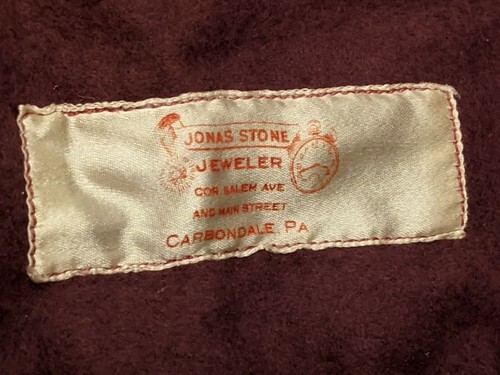 JONAS STONE
JEWELER
COR. SALEM AVE
AND MAIN STREET
CARBONDALE, PA